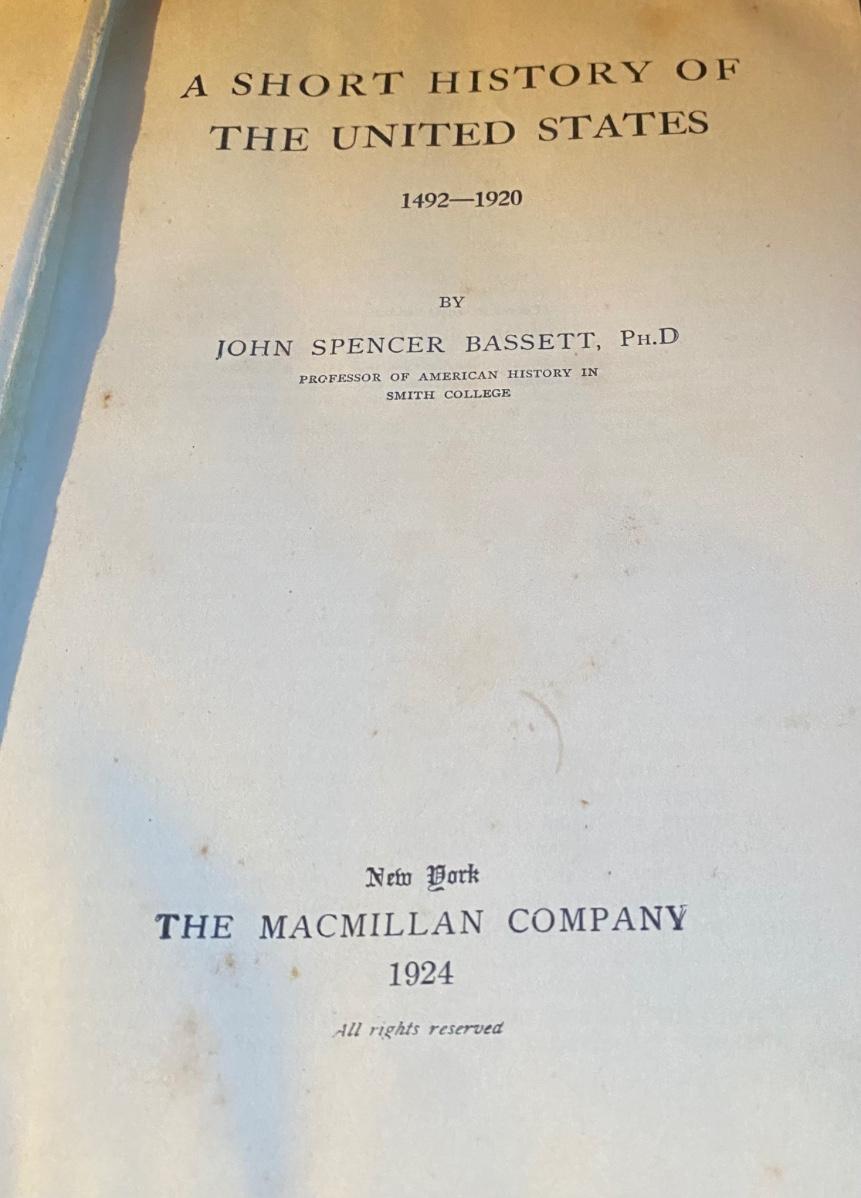 A SHORT HISTORY OF
THE UNITED STATES
1492—1920
BY
JOHN SPENCER BASSETT, PH.D
PROFESSOR OF AMERICAN HISTORY IN
SMITH COLLEGE
New York
THE MACMILLAN COMPANY
1924
All rights reserved